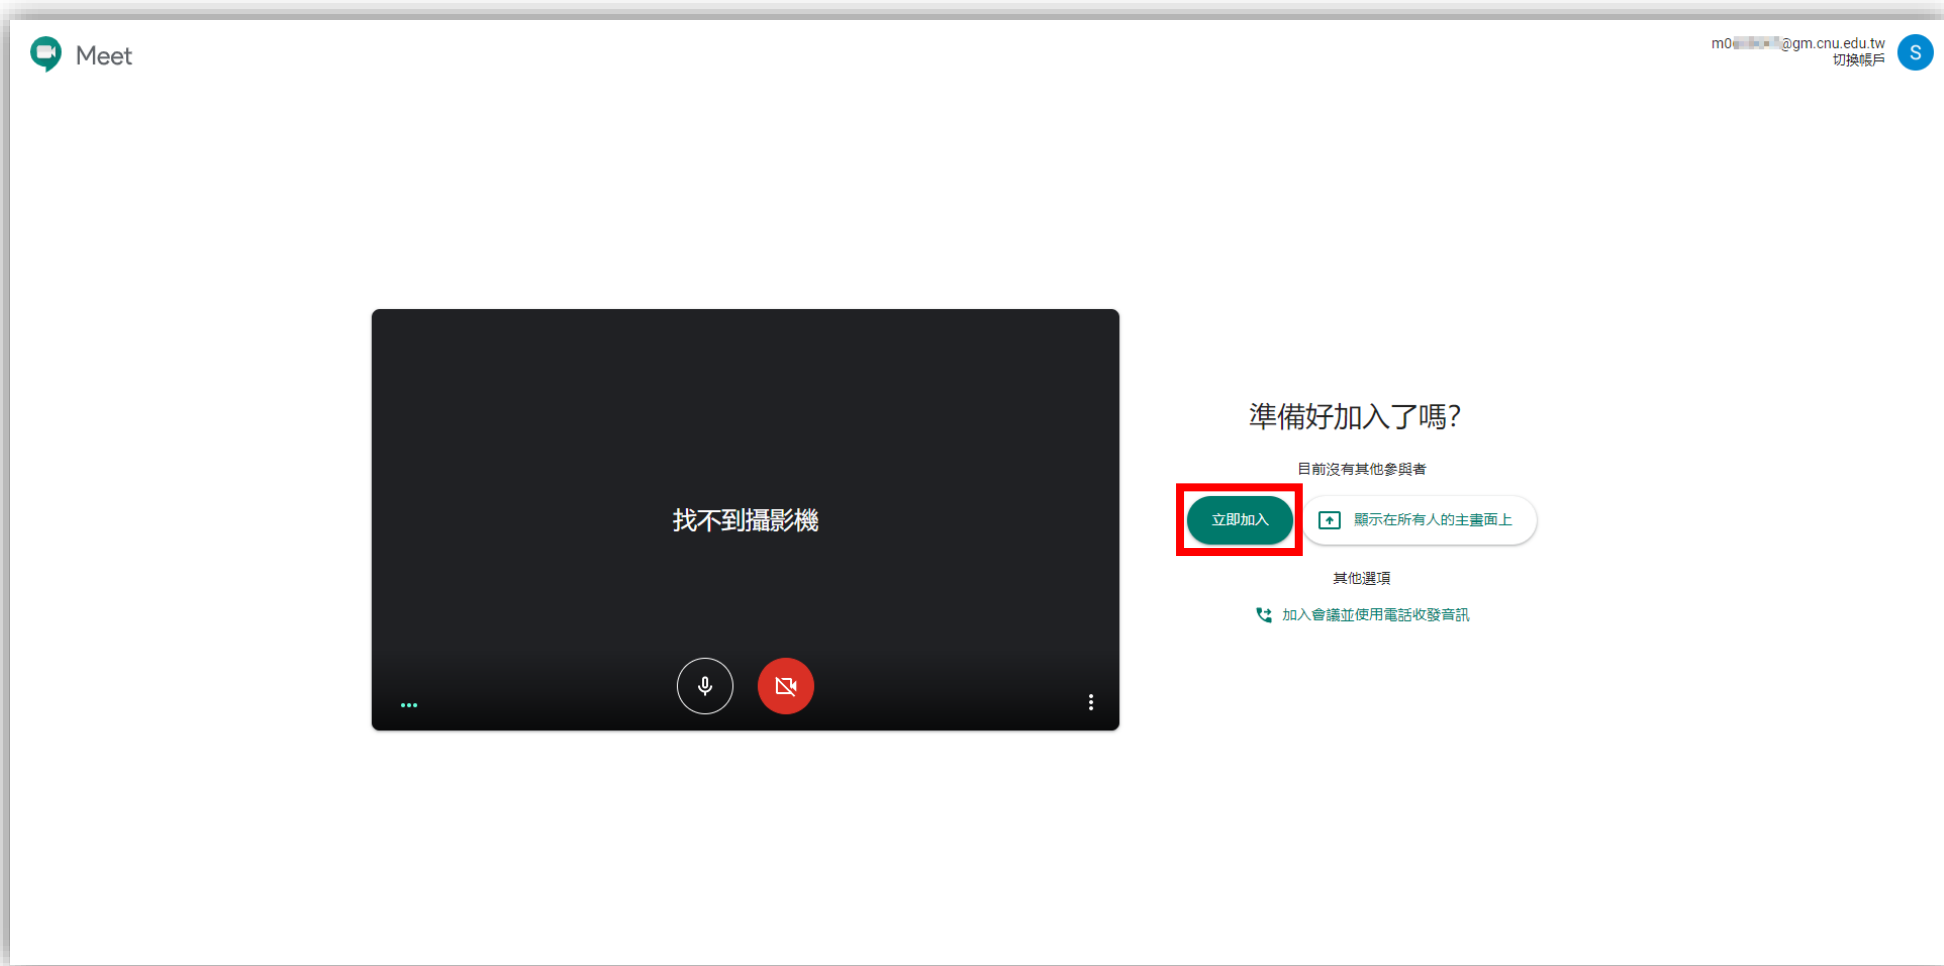 Meet
@gm.cnu.edu.tw
切換帳戶
S
找不到攝影機
準備好加入了嗎?
目前沒有其他參與者
立即加入
顯示在所有人的主畫面上
其他選項
加入會議並使用電話收發音訊